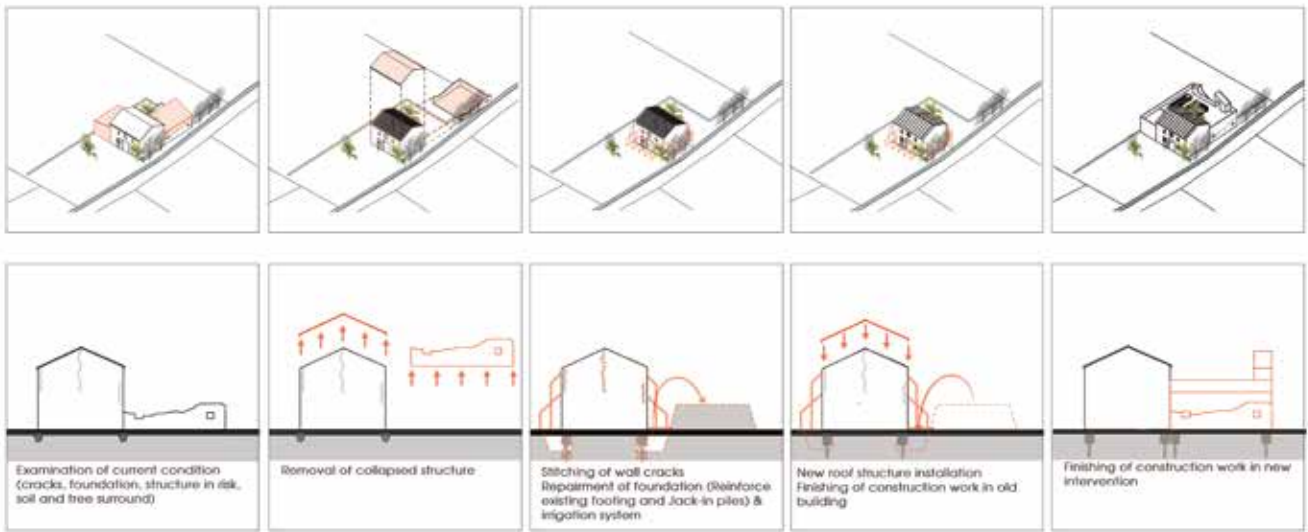 Examination of current condition
(cracks, foundation, structure in risk,
soil and tree surround)
Removal of collapsed structure
Stitching of wall cracks
Repairment of foundation (Reinforce
existing footing and Jack-in piles) &
irrigation system
New roof structure installation
Finishing of construction work in old
building
Finishing of construction work in new
intervention